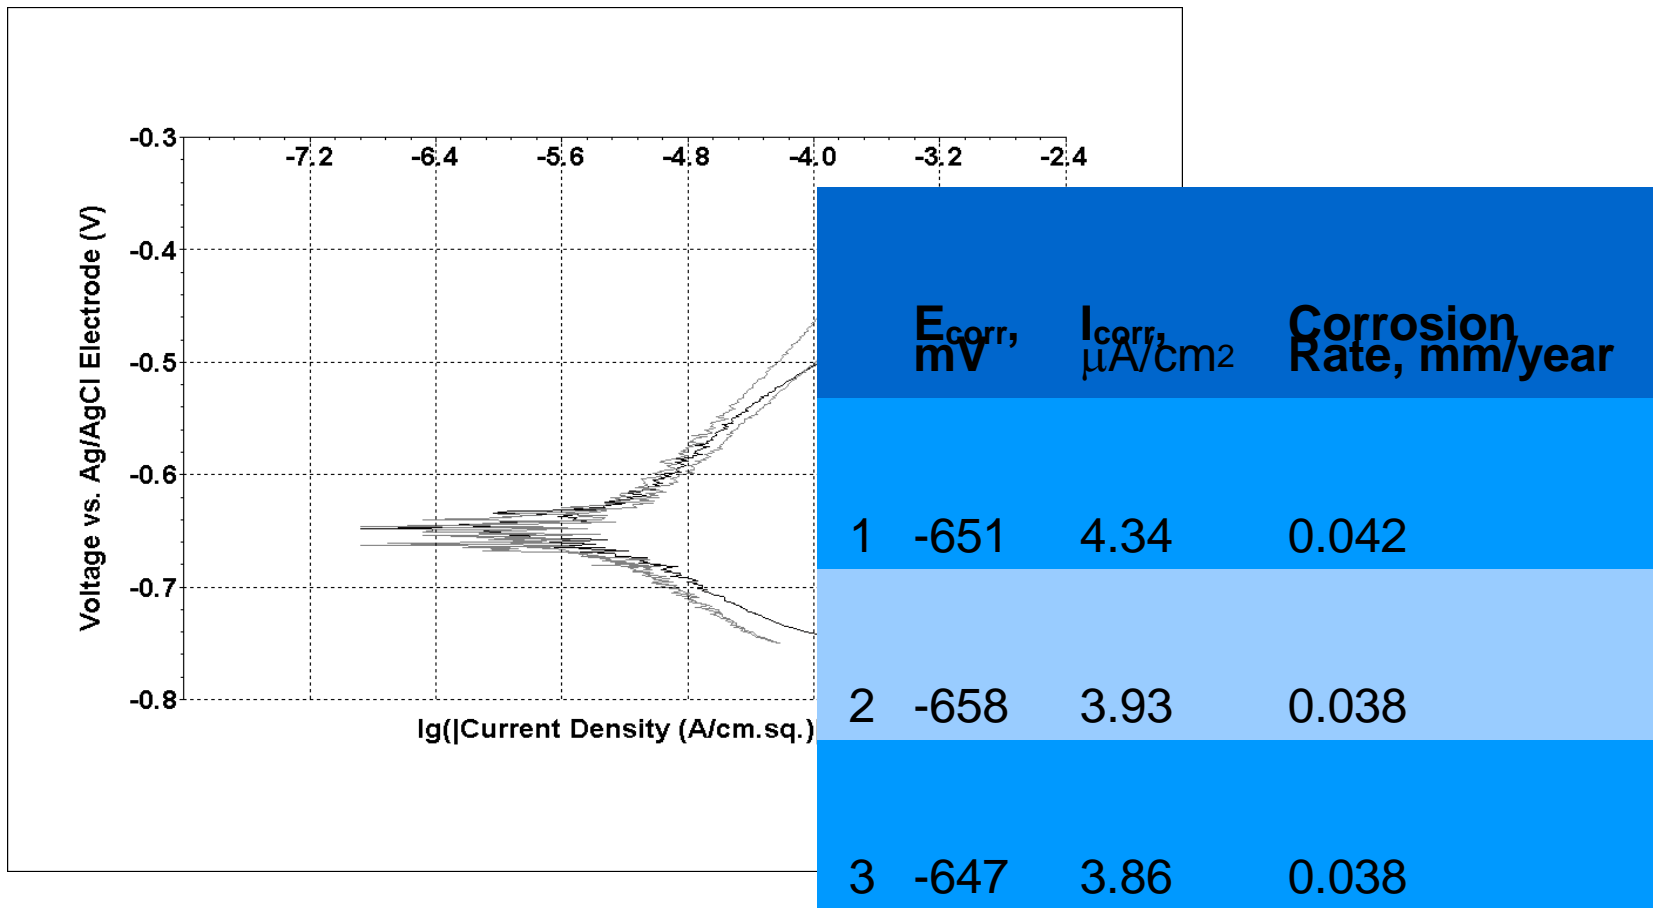 -0.3
-7.2 -6.4 -5.6 -4.8 -4.0 -3.2 -2.4
-0.4
-0.5
-0.6
-0.7
-0.8
Voltage vs. Ag/AgCl Electrode (V)
lg(|Current Density (A/cm.sq.)|
Ecorr, mV
Icorr, μA/cm2
Corrosion Rate, mm/year
1 -651 4.34 0.042
2 -658 3.93 0.038
3 -647 3.86 0.038